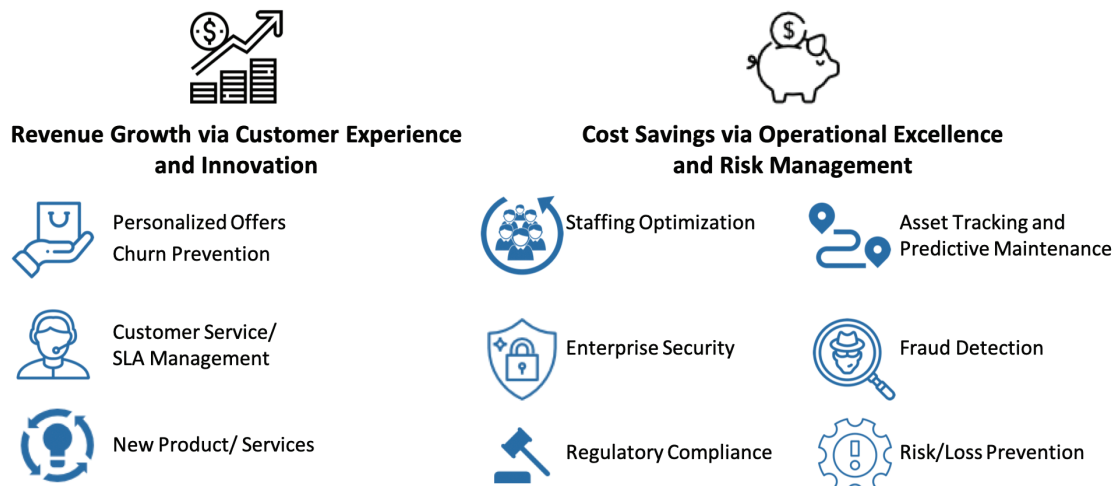 $
$
Revenue Growth via Customer Experience
and Innovation
Cost Savings via Operational Excellence
and Risk Management
Personalized Offers
Churn Prevention
Customer Service/
SLA Management
New Product/ Services
Staffing Optimization
Asset Tracking and
Predictive Maintenance
Enterprise Security
Fraud Detection
Regulatory Compliance
Risk/Loss Prevention